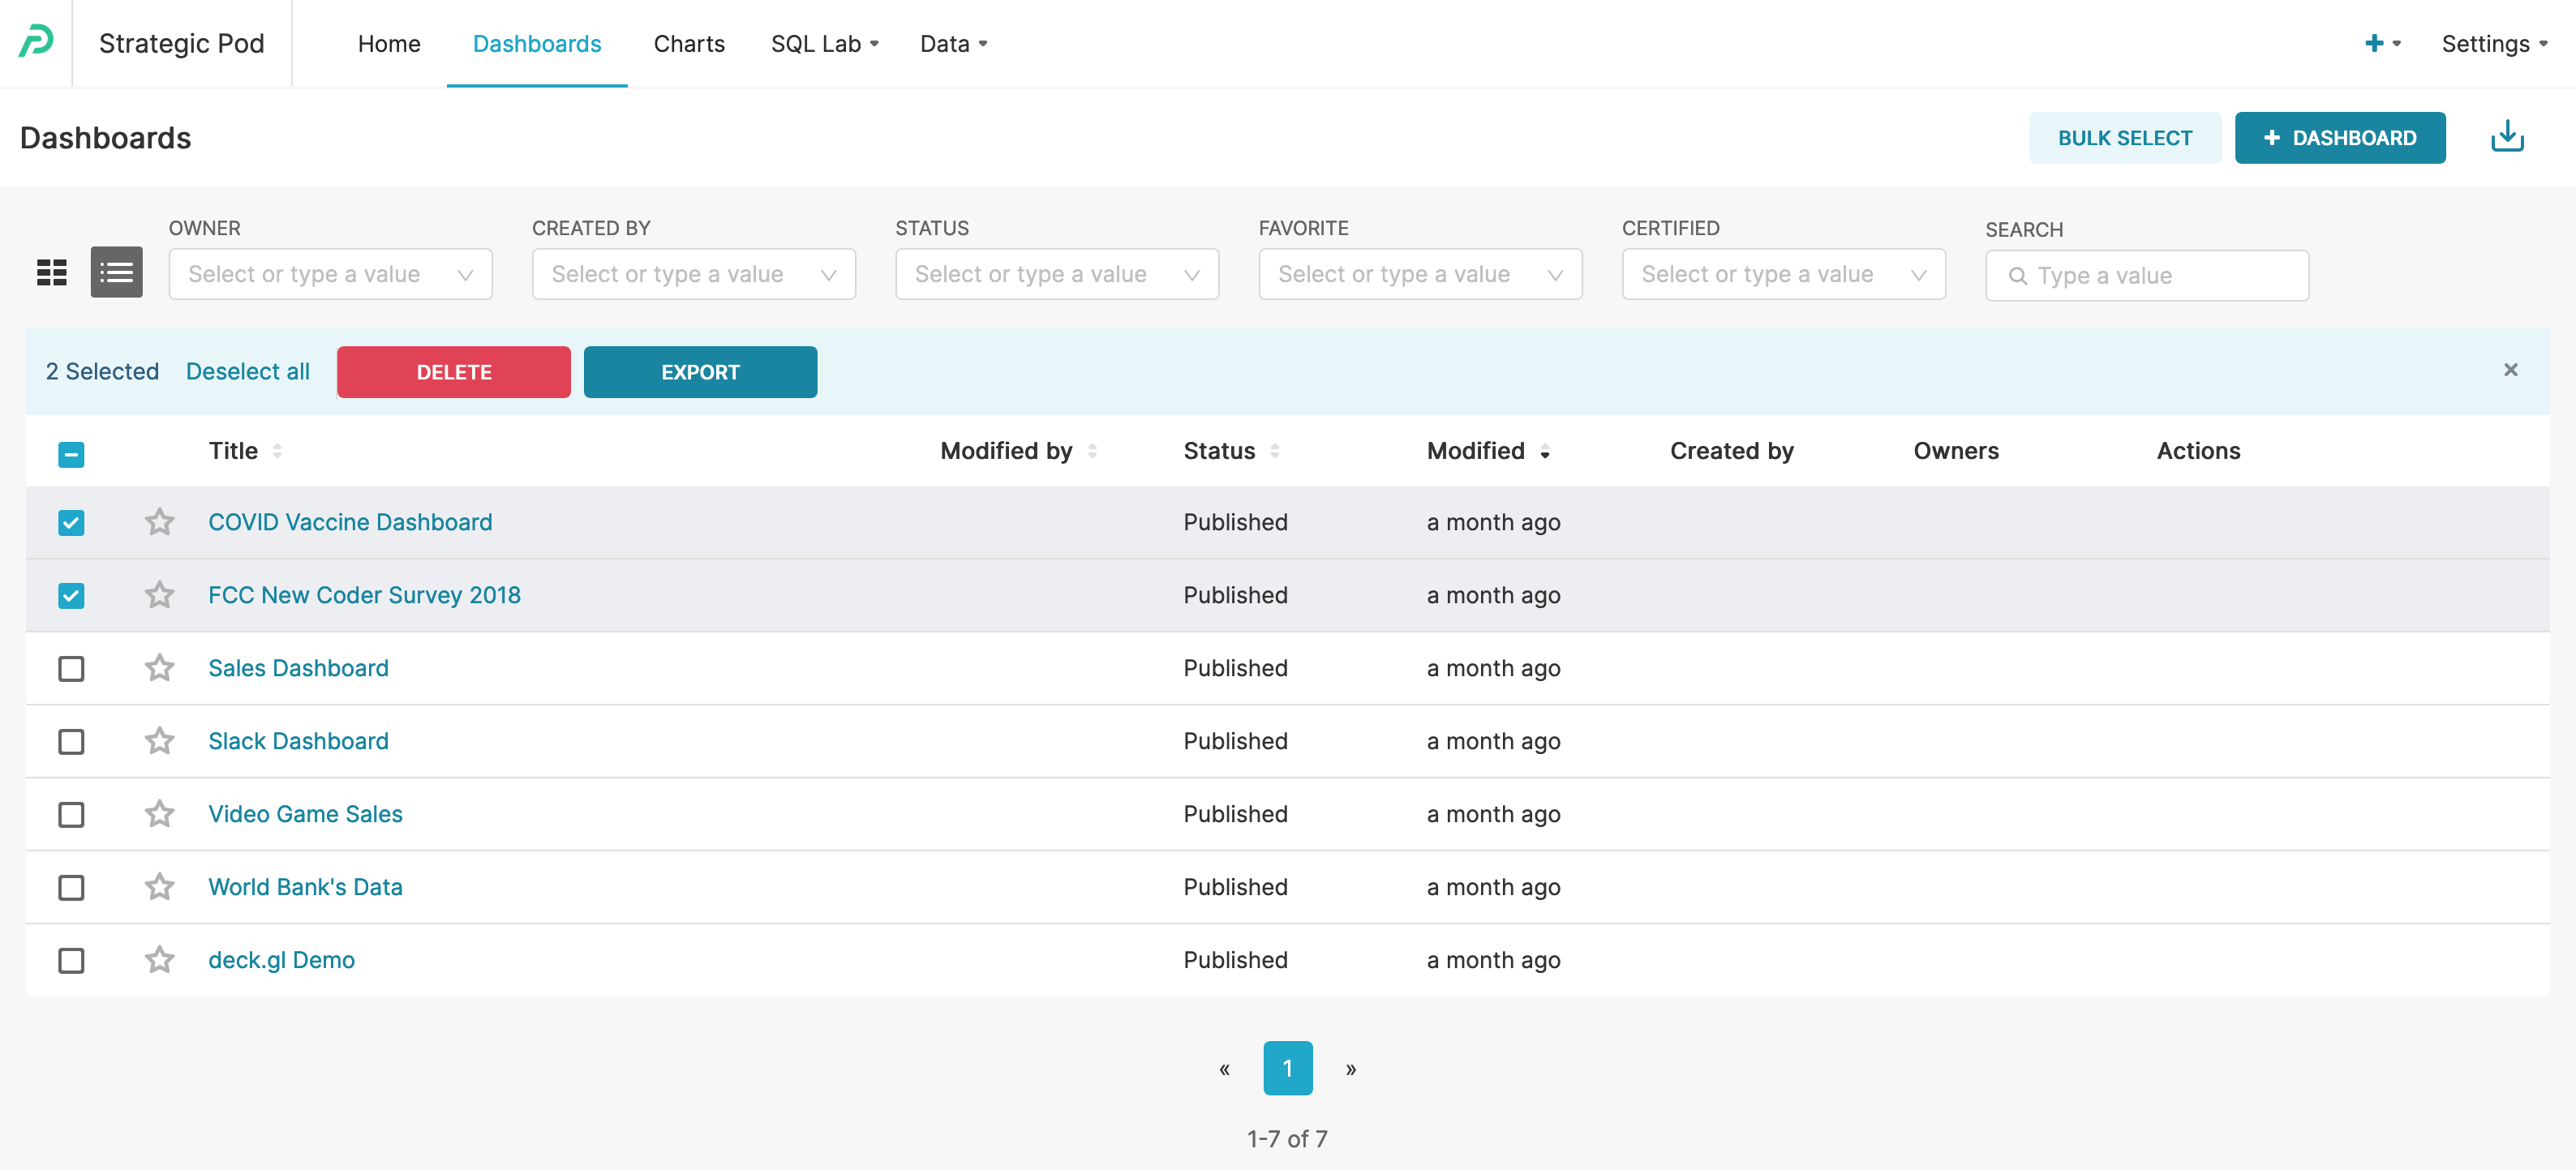 Strategic Pod Home Dashboards Charts SQL Lab Data Settings
Dashboards BULK SELECT + DASHBOARD
OWNER CREATED BY STATUS FAVORITE CERTIFIED SEARCH
Select or type a value Select or type a value Select or type a value Select or type a value Select or type a value Type a value
2 Selected Deselect all DELETE EXPORT ×
Title Modified by Status Modified Created by Owners Actions
COVID Vaccine Dashboard Published a month ago
FCC New Coder Survey 2018 Published a month ago
Sales Dashboard Published a month ago
Slack Dashboard Published a month ago
Video Game Sales Published a month ago
World Bank's Data Published a month ago
deck.gl Demo Published a month ago
« 1 »
1-7 of 7